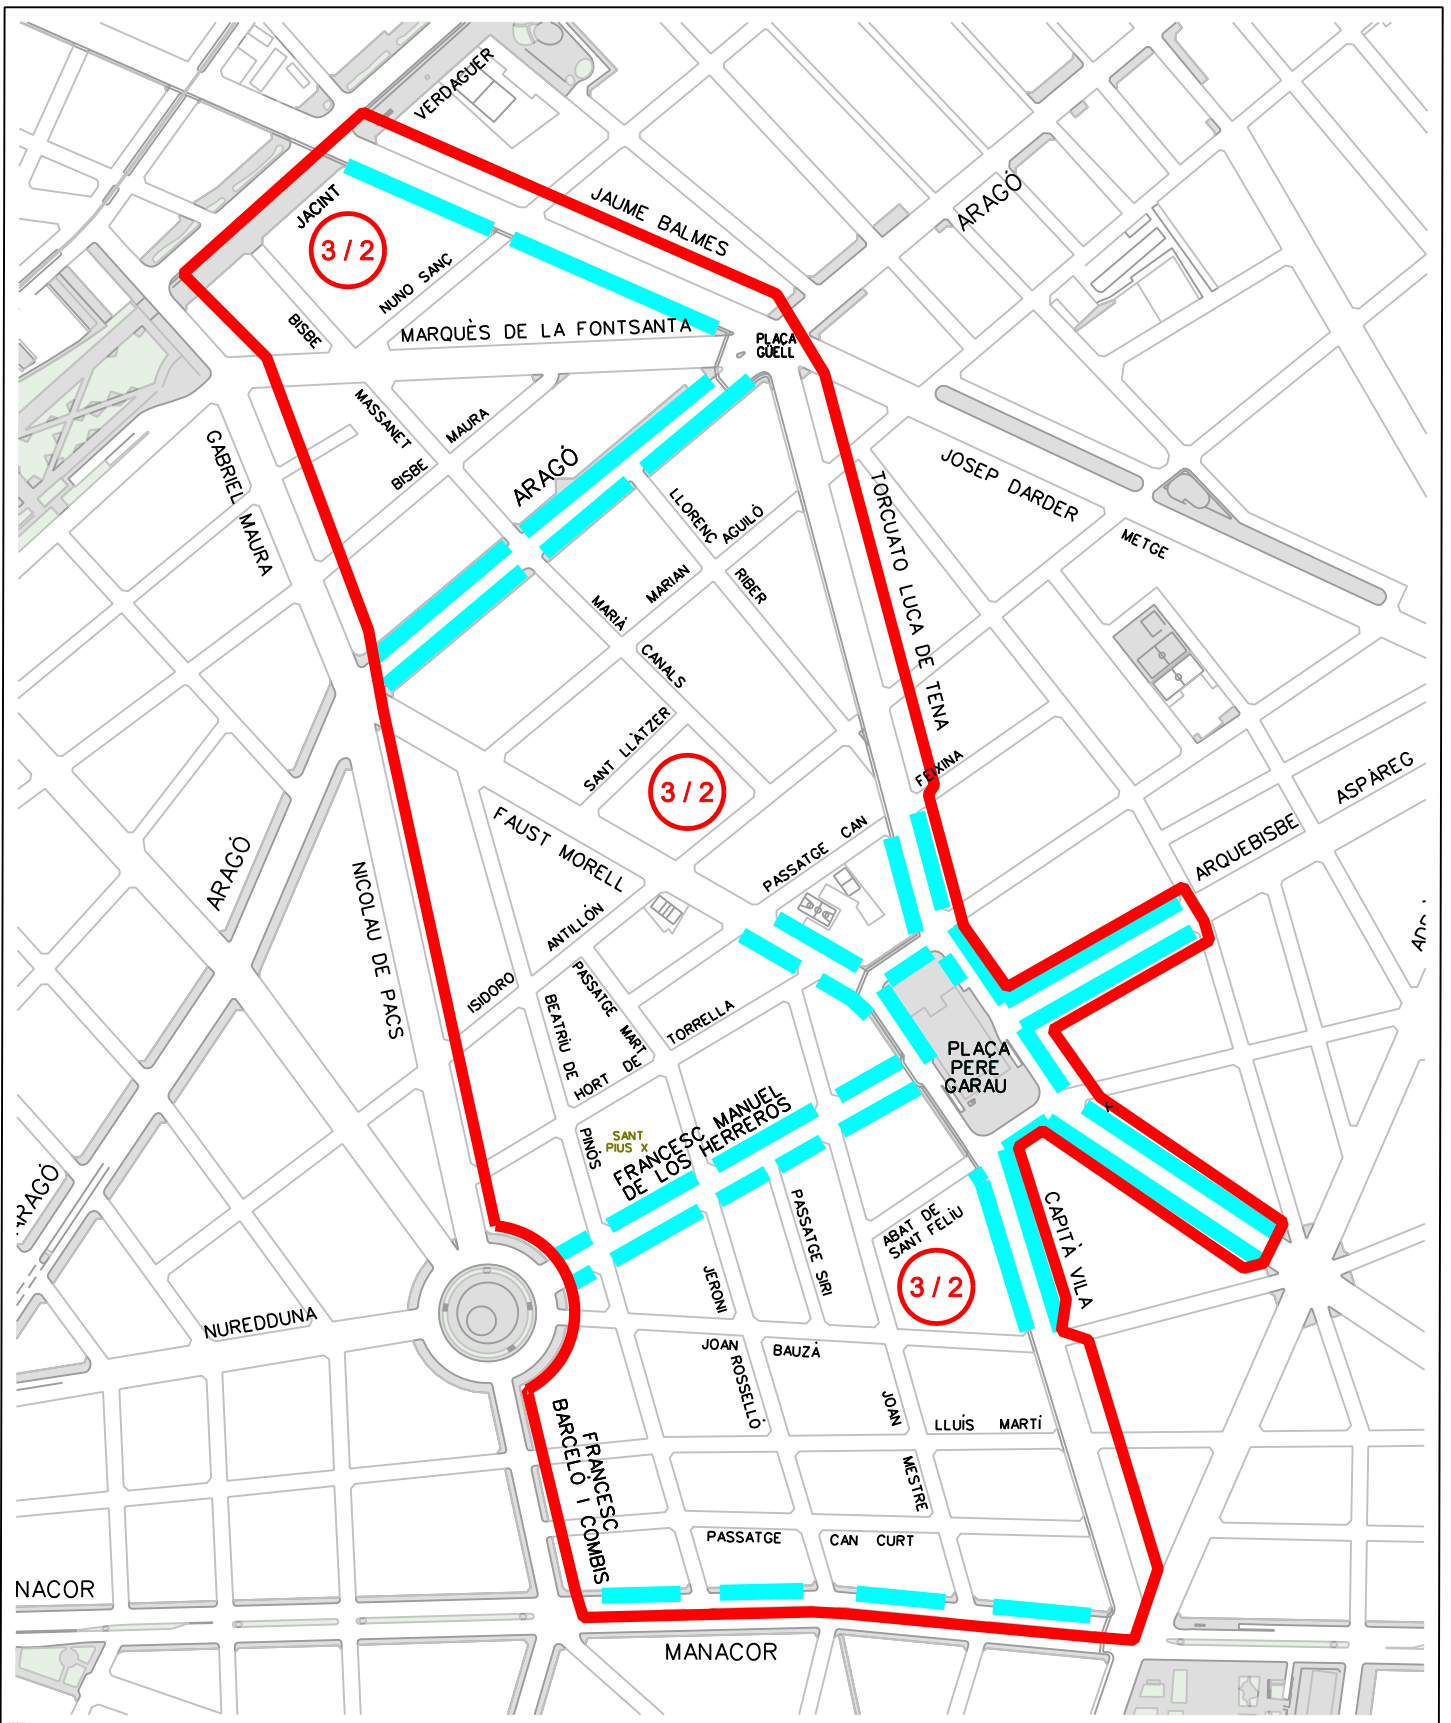 VERDAGUER
JACINT
3 / 2
JAUME BALMES
ARAGÓ
NUNO SANÇ
BISBE
MARQUÈS DE LA FONTSANTA
PLAÇA
GÜELL
MASSANET
MAURA
BISBE
ARAGÓ
GABRIEL MAURA
LLORENÇ
AGUILÓ
RIBER
MARIAN
MARIÀ
CANALS
TORCUATO LUCA DE TENA
JOSEP DARDER
METGE
SANT LLÀTZER
FEIXINA
3 / 2
ASPÀREG
ARQUEBISBE
FAUST MORELL
PASSATGE CAN
ARAGÓ
NICOLAU DE PACS
ANTILLÓN
ISIDORO
PASSATGE MART
BEATRIU DE
HORT DE
TORRELLA
PLAÇA
PERE
GARAU
PINÓS
SANT
PIUS X
FRANCESC MANUEL
DE LOS HERREROS
PASSATGE SIRI
ABAT DE
SANT FELIU
CAPITÀ VILA
3 / 2
JERONI
ROSSELLÓ
NUREDDUNA
JOAN BAUZÀ
JOAN
MESTRE
LLUÍS MARTÍ
FRANCESC
BARCELÓ I COMBIS
PASSATGE CAN CURT
NACOR
MANACOR